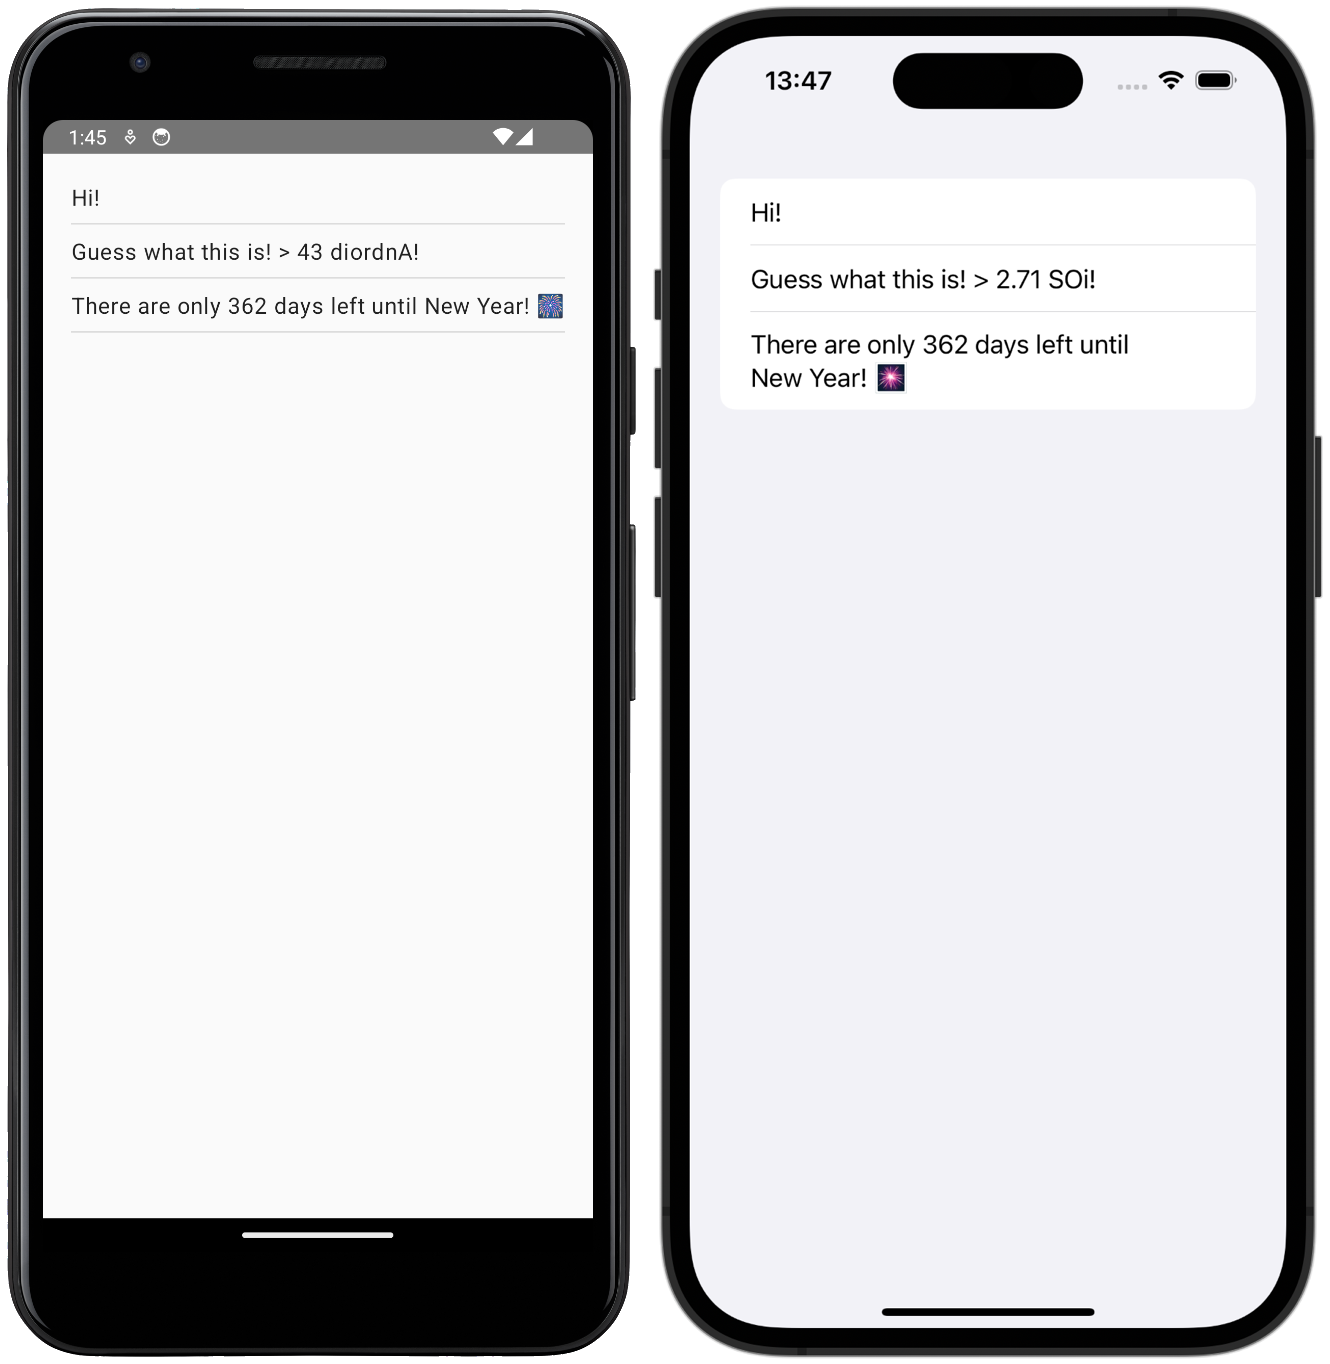 1:45
Hi!
Guess what this is! > 43 diordnA!
There are only 362 days left until New Year! 🎆
13:47
Hi!
Guess what this is! > 2.71 SOi!
There are only 362 days left until
New Year! 🎆